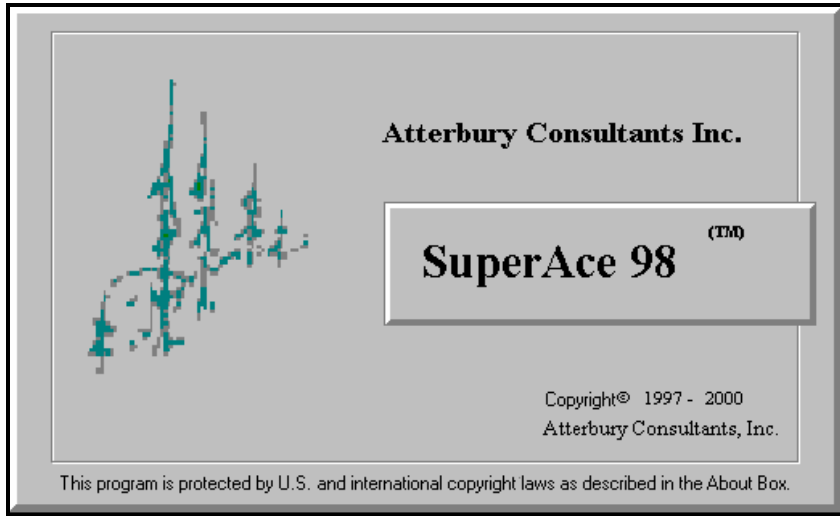 Atterbury Consultants Inc.
SuperAce 98 (TM)
Copyright© 1997 - 2000
Atterbury Consultants, Inc.
This program is protected by U.S. and international copyright laws as described in the About Box.